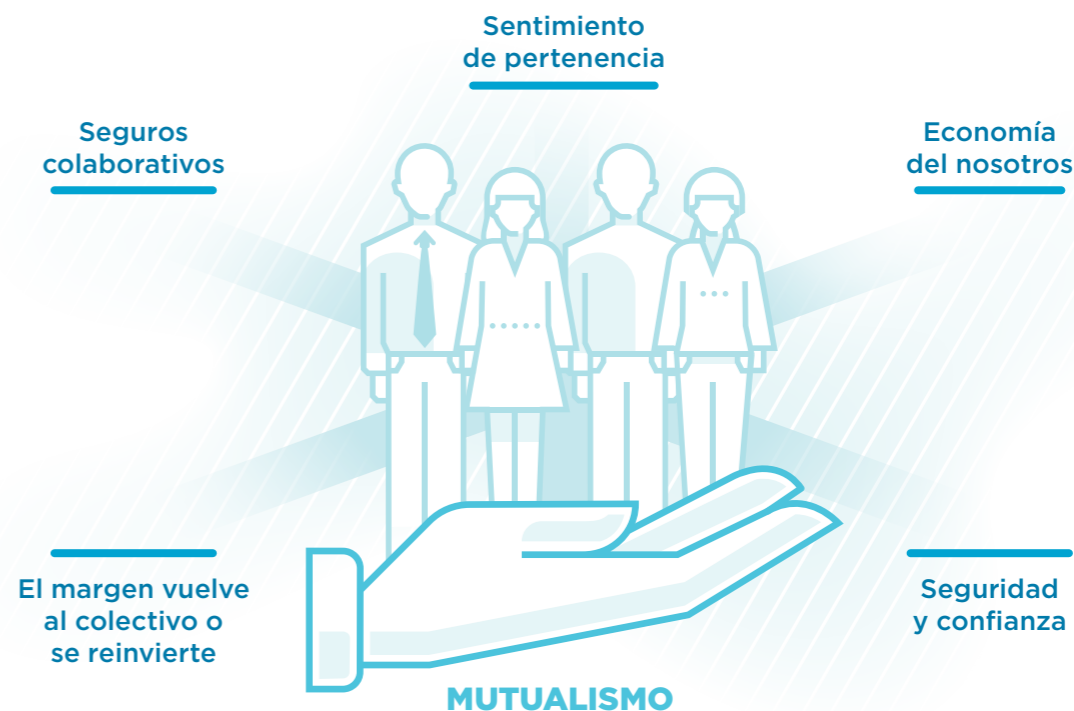 Sentimiento
de pertenencia
Seguros
colaborativos
Economía
del nosotros
El margen vuelve
al colectivo o
se reinvierte
Seguridad
y confianza
MUTUALISMO